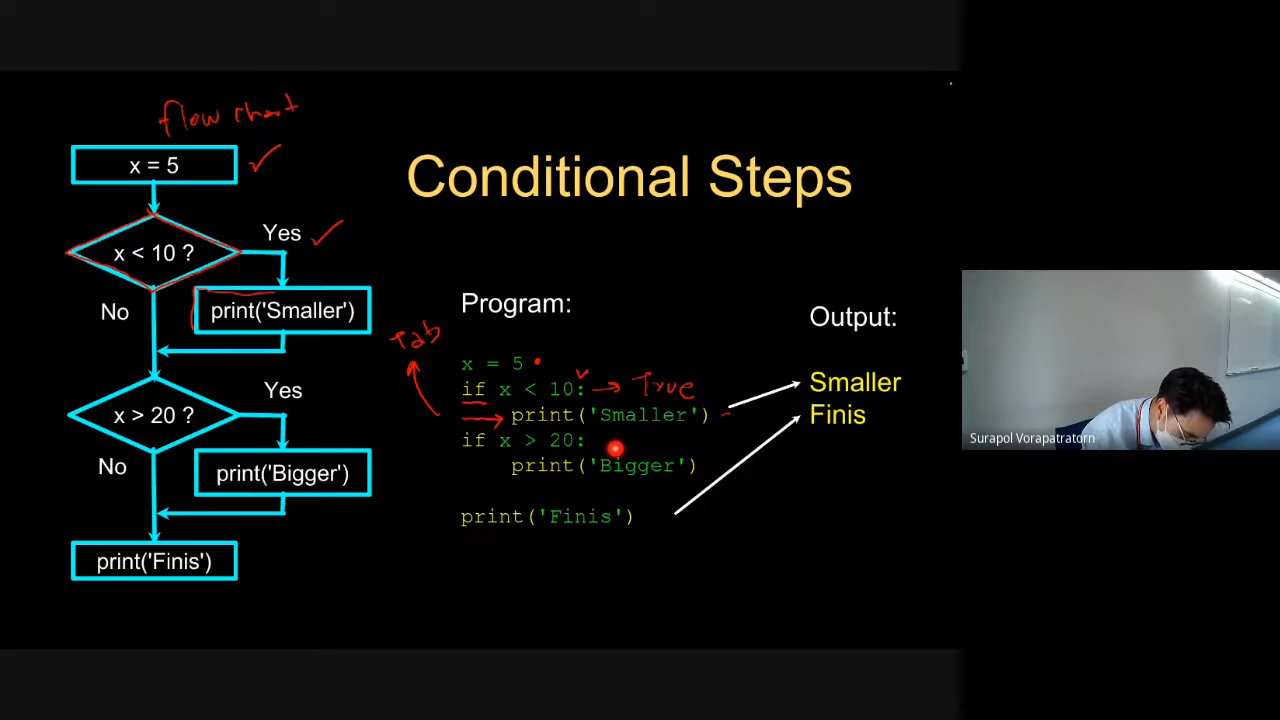 flow chart
x = 5
Conditional Steps
Yes
x < 10 ?
No
print('Smaller')
Yes
x > 20 ?
No
print('Bigger')
print('Finis')
Program:
Tab
x = 5
if x < 10: → True
print('Smaller')
if x > 20:
print('Bigger')
print('Finis')
Output:
Smaller
Finis
Surapol Vorapatratorn